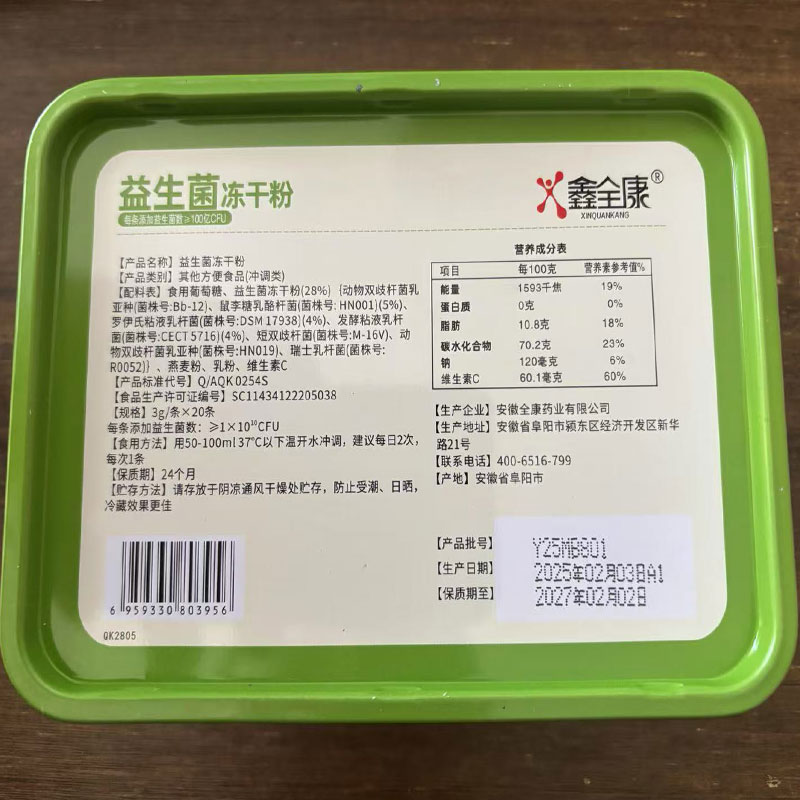 益生菌冻干粉
每条添加益生菌数≥100亿CFU
鑫全康®
XINQUANKANG
【产品名称】益生菌冻干粉
【产品类别】其他方便食品(冲调类)
【配料表】食用葡萄糖、益生菌冻干粉(28%){动物双歧杆菌乳
亚种(菌株号:Bb-12)、鼠李糖乳酪杆菌(菌株号: HN001)(5%)、
罗伊氏粘液乳杆菌(菌株号:DSM 17938)(4%)、发酵粘液乳杆
菌(菌株号:CECT 5716)(4%)、短双歧杆菌(菌株号:M-16V)、动
物双歧杆菌乳亚种(菌株号:HN019)、瑞士乳杆菌(菌株号:
R0052)}、燕麦粉、乳粉、维生素C
【产品标准代号】Q/AQK 0254S
【食品生产许可证编号】SC11434122205038
【规格】3g/条×20条
每条添加益生菌数：≥1×10¹⁰CFU
【食用方法】用50-100ml 37℃以下温开水冲调，建议每日2次，
每次1条
【保质期】24个月
【贮存方法】请存放于阴凉通风干燥处贮存，防止受潮、日晒，
冷藏效果更佳
6 959330 803956
QK2805
营养成分表
项目 每100克 营养素参考值%
能量 1593千焦 19%
蛋白质 0克 0%
脂肪 10.8克 18%
碳水化合物 70.2克 23%
钠 120毫克 6%
维生素C 60.1毫克 60%
【生产企业】安徽全康药业有限公司
【生产地址】安徽省阜阳市颍东区经济开发区新华
路21号
【联系电话】400-6516-799
【产地】安徽省阜阳市
【产品批号】 Y25MB801
【生产日期】 2025年02月03日A1
【保质期至】 2027年02月02日